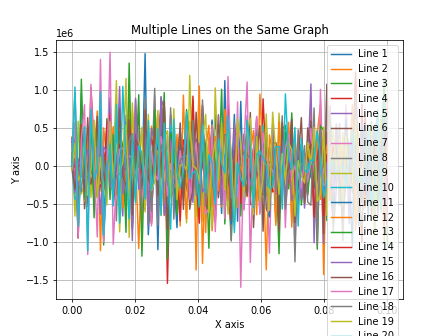 Multiple Lines on the Same Graph
1e6
1.5
1.0
0.5
0.0
−0.5
−1.0
−1.5
Y axis
0.00
0.02
0.04
0.06
X axis
Line 1
Line 2
Line 3
Line 4
Line 5
Line 6
Line 7
Line 8
Line 9
Line 10
Line 11
Line 12
Line 13
Line 14
Line 15
Line 16
Line 17
Line 18
Line 19
Line 20